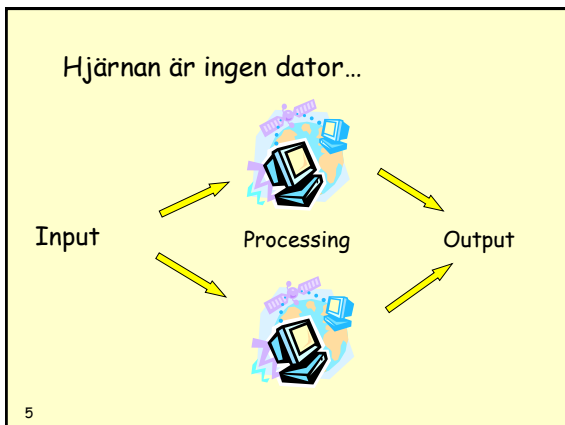 Hjärnan är ingen dator…
Input
Processing
Output
5